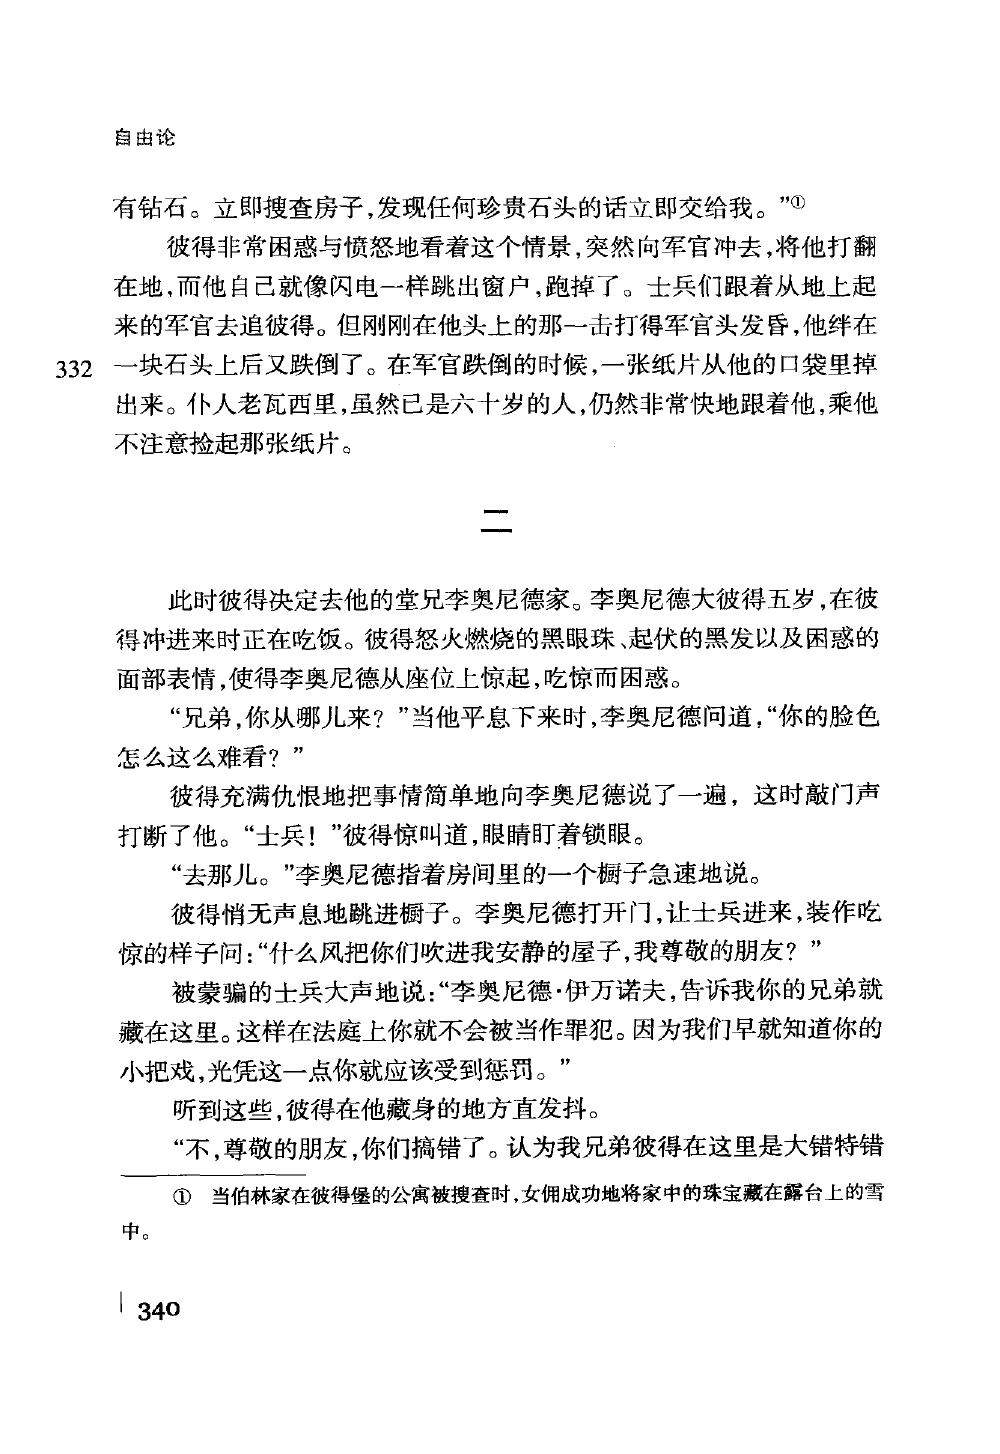 自由论
有钻石。立即搜查房子,发现任何珍贵石头的话立即交给我。”①
彼得非常困惑与愤怒地看着这个情景,突然向军官冲去,将他打翻
在地,而他自己就像闪电一样跳出窗户,跑掉了。士兵们跟着从地上起
来的军官去追彼得。但刚刚在他头上的那一击打得军官头发昏,他绊在
332 一块石头上后又跌倒了。在军官跌倒的时候,一张纸片从他的口袋里掉
出来。仆人老瓦西里,虽然已是六十岁的人,仍然非常快地跟着他,乘他
不注意捡起那张纸片。
二
此时彼得决定去他的堂兄李奥尼德家。李奥尼德大彼得五岁,在彼
得冲进来时正在吃饭。彼得怒火燃烧的黑眼珠、起伏的黑发以及困惑的
面部表情,使得李奥尼德从座位上惊起,吃惊而困惑。
“兄弟,你从哪儿来?”当他平息下来时,李奥尼德问道,“你的脸色
怎么这么难看?”
彼得充满仇恨地把事情简单地向李奥尼德说了一遍，这时敲门声
打断了他。“士兵!”彼得惊叫道,眼睛盯着锁眼。
“去那儿。”李奥尼德指着房间里的一个橱子急速地说。
彼得悄无声息地跳进橱子。李奥尼德打开门,让士兵进来,装作吃
惊的样子问:“什么风把你们吹进我安静的屋子,我尊敬的朋友?”
被蒙骗的士兵大声地说:“李奥尼德·伊万诺夫,告诉我你的兄弟就
藏在这里。这样在法庭上你就不会被当作罪犯。因为我们早就知道你的
小把戏,光凭这一点你就应该受到惩罚。”
听到这些,彼得在他藏身的地方直发抖。
“不,尊敬的朋友,你们搞错了。认为我兄弟彼得在这里是大错特错
① 当伯林家在彼得堡的公寓被搜查时,女佣成功地将家中的珠宝藏在露台上的雪
中。
340